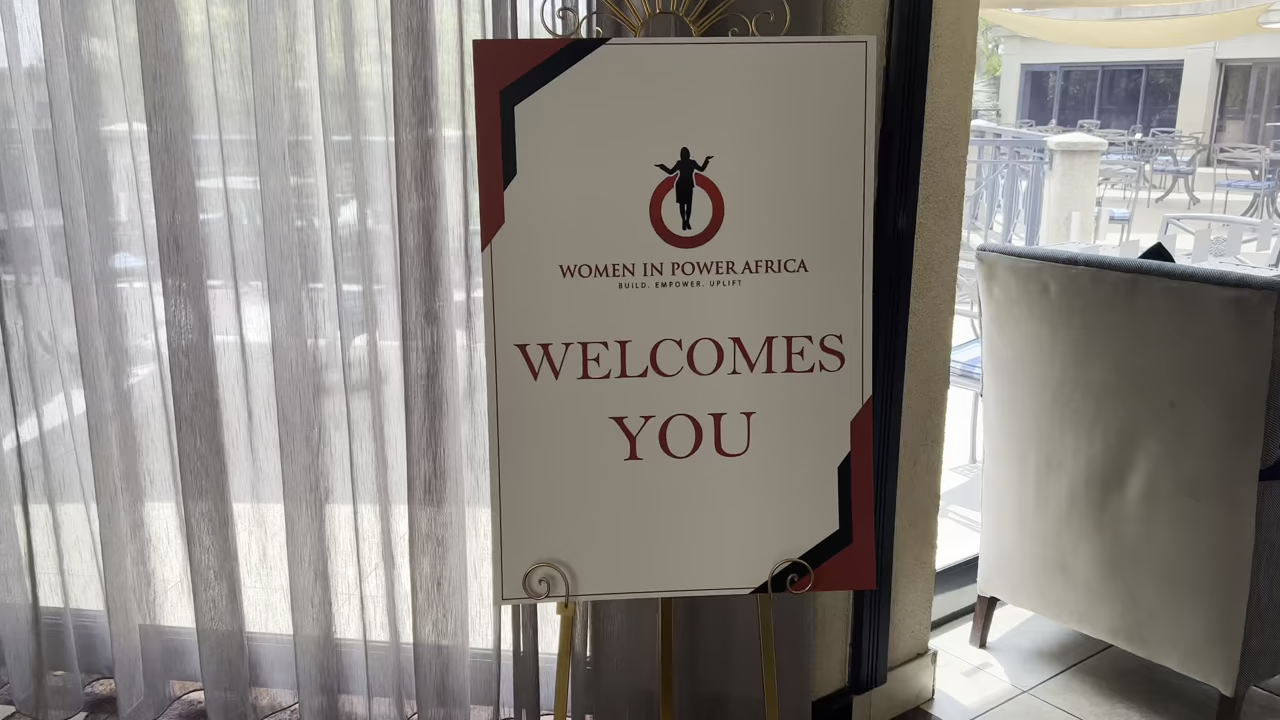 WOMEN IN POWER AFRICA
BUILD. EMPOWER. UPLIFT
WELCOMES
YOU